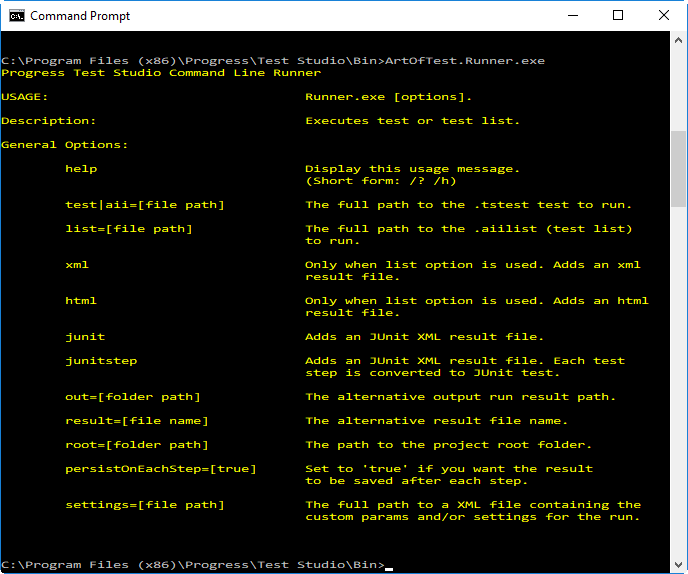 Command Prompt
C:\Program Files (x86)\Progress\Test Studio\Bin>ArtOfTest.Runner.exe
Progress Test Studio Command Line Runner
USAGE: Runner.exe [options].
Description: Executes test or test list.
General Options:
help Display this usage message.
(Short form: /? /h)
test|aii=[file path] The full path to the .tstest test to run.
list=[file path] The full path to the .aiilist (test list)
to run.
xml Only when list option is used. Adds an xml
result file.
html Only when list option is used. Adds an html
result file.
junit Adds an JUnit XML result file.
junitstep Adds an JUnit XML result file. Each test
step is converted to JUnit test.
out=[folder path] The alternative output run result path.
result=[file name] The alternative result file name.
root=[folder path] The path to the project root folder.
persistOnEachStep=[true] Set to 'true' if you want the result
to be saved after each step.
settings=[file path] The full path to a XML file containing the
custom params and/or settings for the run.
C:\Program Files (x86)\Progress\Test Studio\Bin>